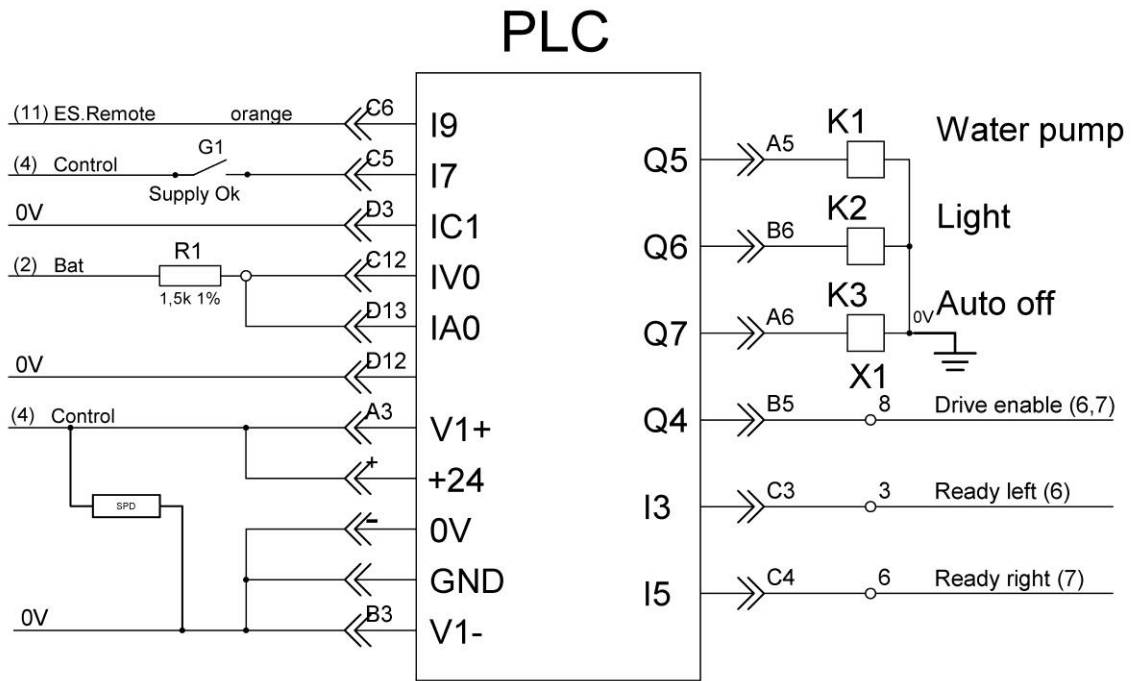 PLC
(11) ES.Remote orange C6 I9
G1
(4) Control C5 I7
Supply Ok
0V D3 IC1
R1
(2) Bat C12 IV0
1,5k 1%
D13 IA0
0V D12
(4) Control A3 V1+
+ +24
SPD
- 0V
GND
0V B3 V1-
K1 Water pump
Q5 A5
K2 Light
Q6 B6
K3 Auto off
Q7 A6 0V
X1
Q4 B5 8 Drive enable (6,7)
I3 C3 3 Ready left (6)
I5 C4 6 Ready right (7)